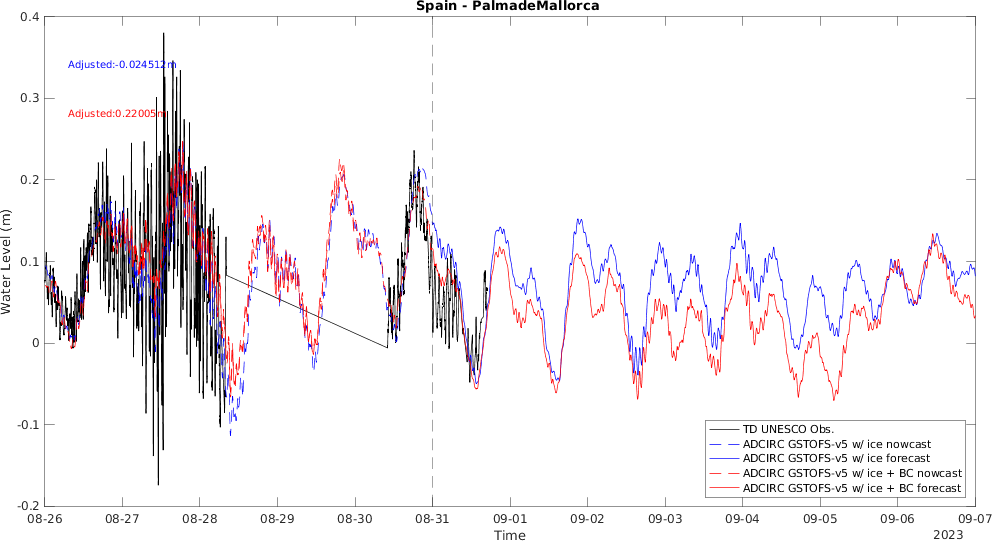 Spain - PalmadeMallorca
0.4
Adjusted:-0.024512m
0.3
Adjusted:0.22005m
0.2
0.1
0
-0.1
-0.2
Water Level (m)
TD UNESCO Obs.
ADCIRC GSTOFS-v5 w/ ice nowcast
ADCIRC GSTOFS-v5 w/ ice forecast
ADCIRC GSTOFS-v5 w/ ice + BC nowcast
ADCIRC GSTOFS-v5 w/ ice + BC forecast
08-26 08-27 08-28 08-29 08-30 08-31 09-01 09-02 09-03 09-04 09-05 09-06 09-07
Time
2023